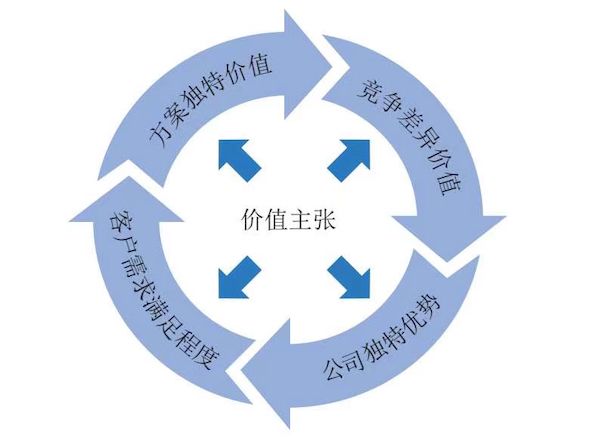 方案独特价值
竞争差异价值
价值主张
客户需求满足程度
公司独特优势